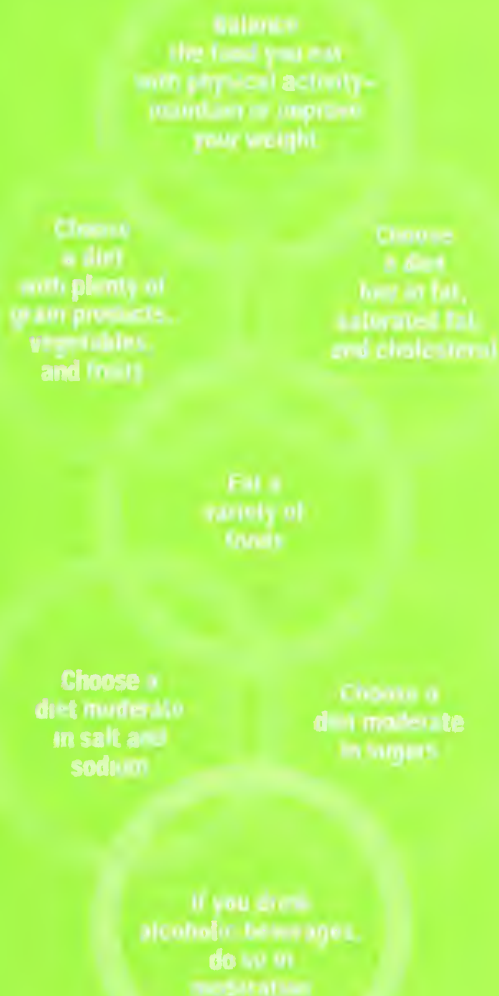 Balance
the food you eat
with physical activity–
maintain or improve
your weight
Choose
a diet
with plenty of
grain products,
vegetables,
and fruits
Choose
a diet
low in fat,
saturated fat,
and cholesterol
Eat a
variety of
foods
Choose a
diet moderate
in salt and
sodium
Choose a
diet moderate
in sugars
If you drink
alcoholic beverages,
do so in
moderation